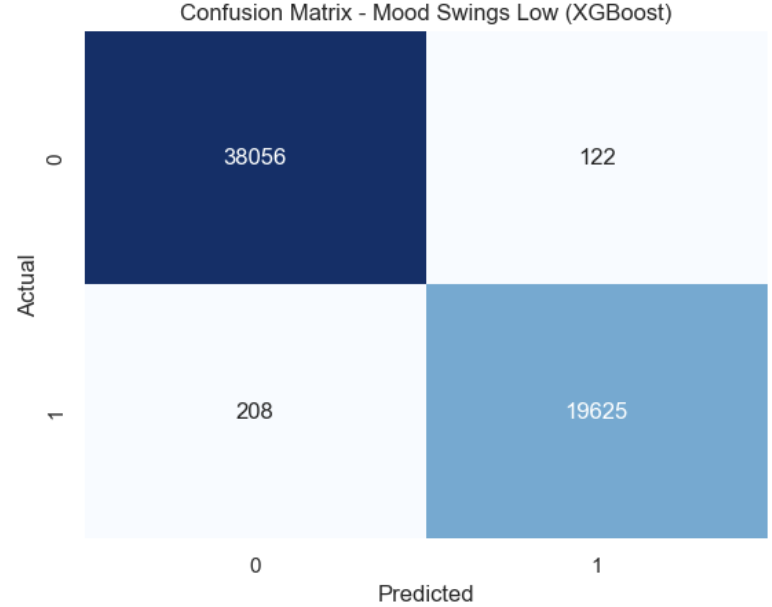 Confusion Matrix - Mood Swings Low (XGBoost)
0
38056
122
Actual
1
208
19625
0
1
Predicted